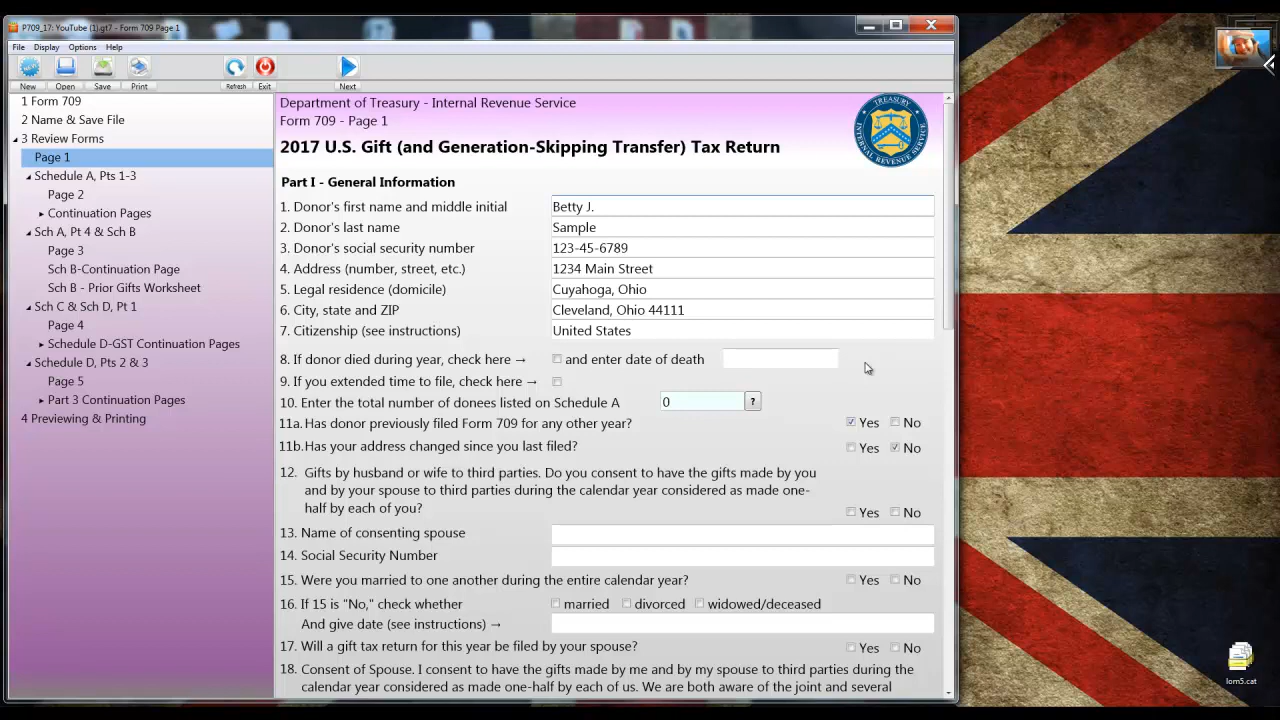 P709_17: YouTube (1).gt7 - Form 709 Page 1
File Display Options Help
New Open Save Print Refresh Exit Next
1 Form 709
2 Name & Save File
3 Review Forms
Page 1
Schedule A, Pts 1-3
Page 2
Continuation Pages
Sch A, Pt 4 & Sch B
Page 3
Sch B-Continuation Page
Sch B - Prior Gifts Worksheet
Sch C & Sch D, Pt 1
Page 4
Schedule D-GST Continuation Pages
Schedule D, Pts 2 & 3
Page 5
Part 3 Continuation Pages
4 Previewing & Printing
Department of Treasury - Internal Revenue Service
Form 709 - Page 1
2017 U.S. Gift (and Generation-Skipping Transfer) Tax Return
Part I - General Information
1. Donor's first name and middle initial Betty J.
2. Donor's last name Sample
3. Donor's social security number 123-45-6789
4. Address (number, street, etc.) 1234 Main Street
5. Legal residence (domicile) Cuyahoga, Ohio
6. City, state and ZIP Cleveland, Ohio 44111
7. Citizenship (see instructions) United States
8. If donor died during year, check here → and enter date of death
9. If you extended time to file, check here →
10. Enter the total number of donees listed on Schedule A 0 ?
11a. Has donor previously filed Form 709 for any other year? Yes No
11b. Has your address changed since you last filed? Yes No
12. Gifts by husband or wife to third parties. Do you consent to have the gifts made by you
and by your spouse to third parties during the calendar year considered as made one-
half by each of you? Yes No
13. Name of consenting spouse
14. Social Security Number
15. Were you married to one another during the entire calendar year? Yes No
16. If 15 is "No," check whether married divorced widowed/deceased
And give date (see instructions) →
17. Will a gift tax return for this year be filed by your spouse? Yes No
18. Consent of Spouse. I consent to have the gifts made by me and by my spouse to third parties during the
calendar year considered as made one-half by each of us. We are both aware of the joint and several
lom5.cat